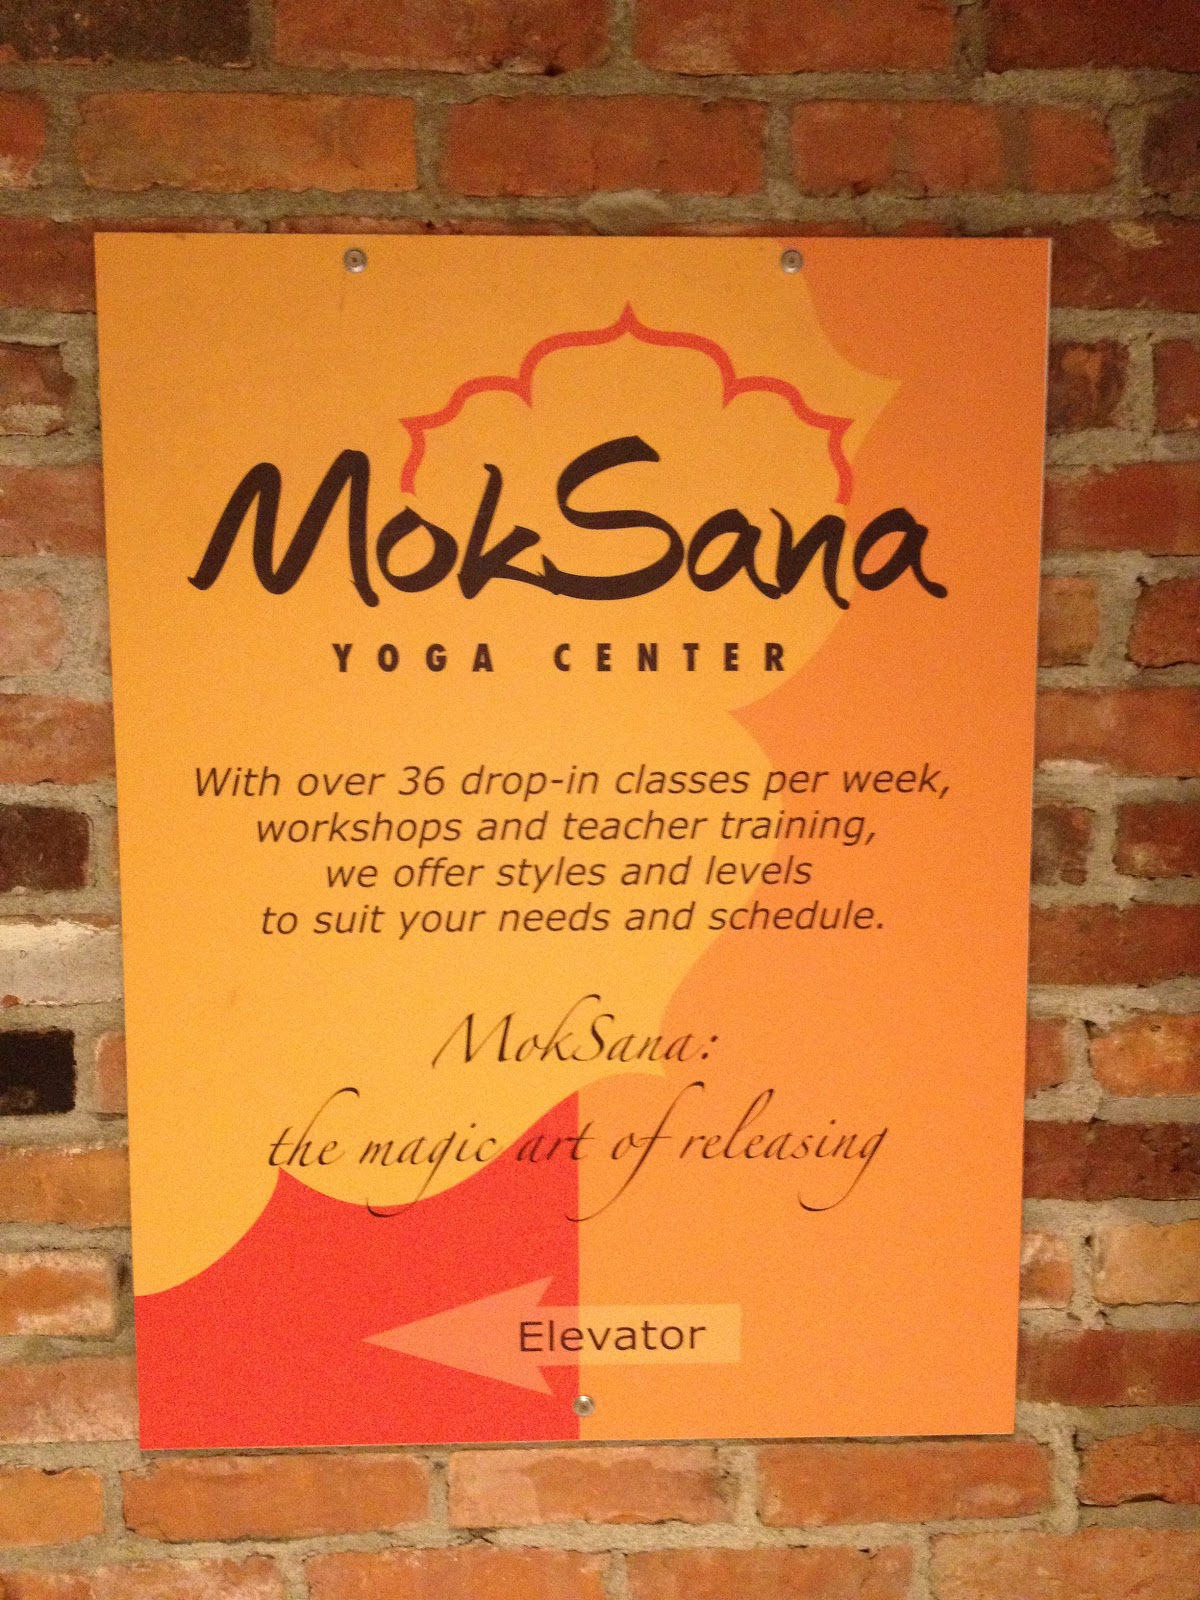 MokSana
YOGA CENTER
With over 36 drop-in classes per week,
workshops and teacher training,
we offer styles and levels
to suit your needs and schedule.
MokSana:
the magic art of releasing
Elevator